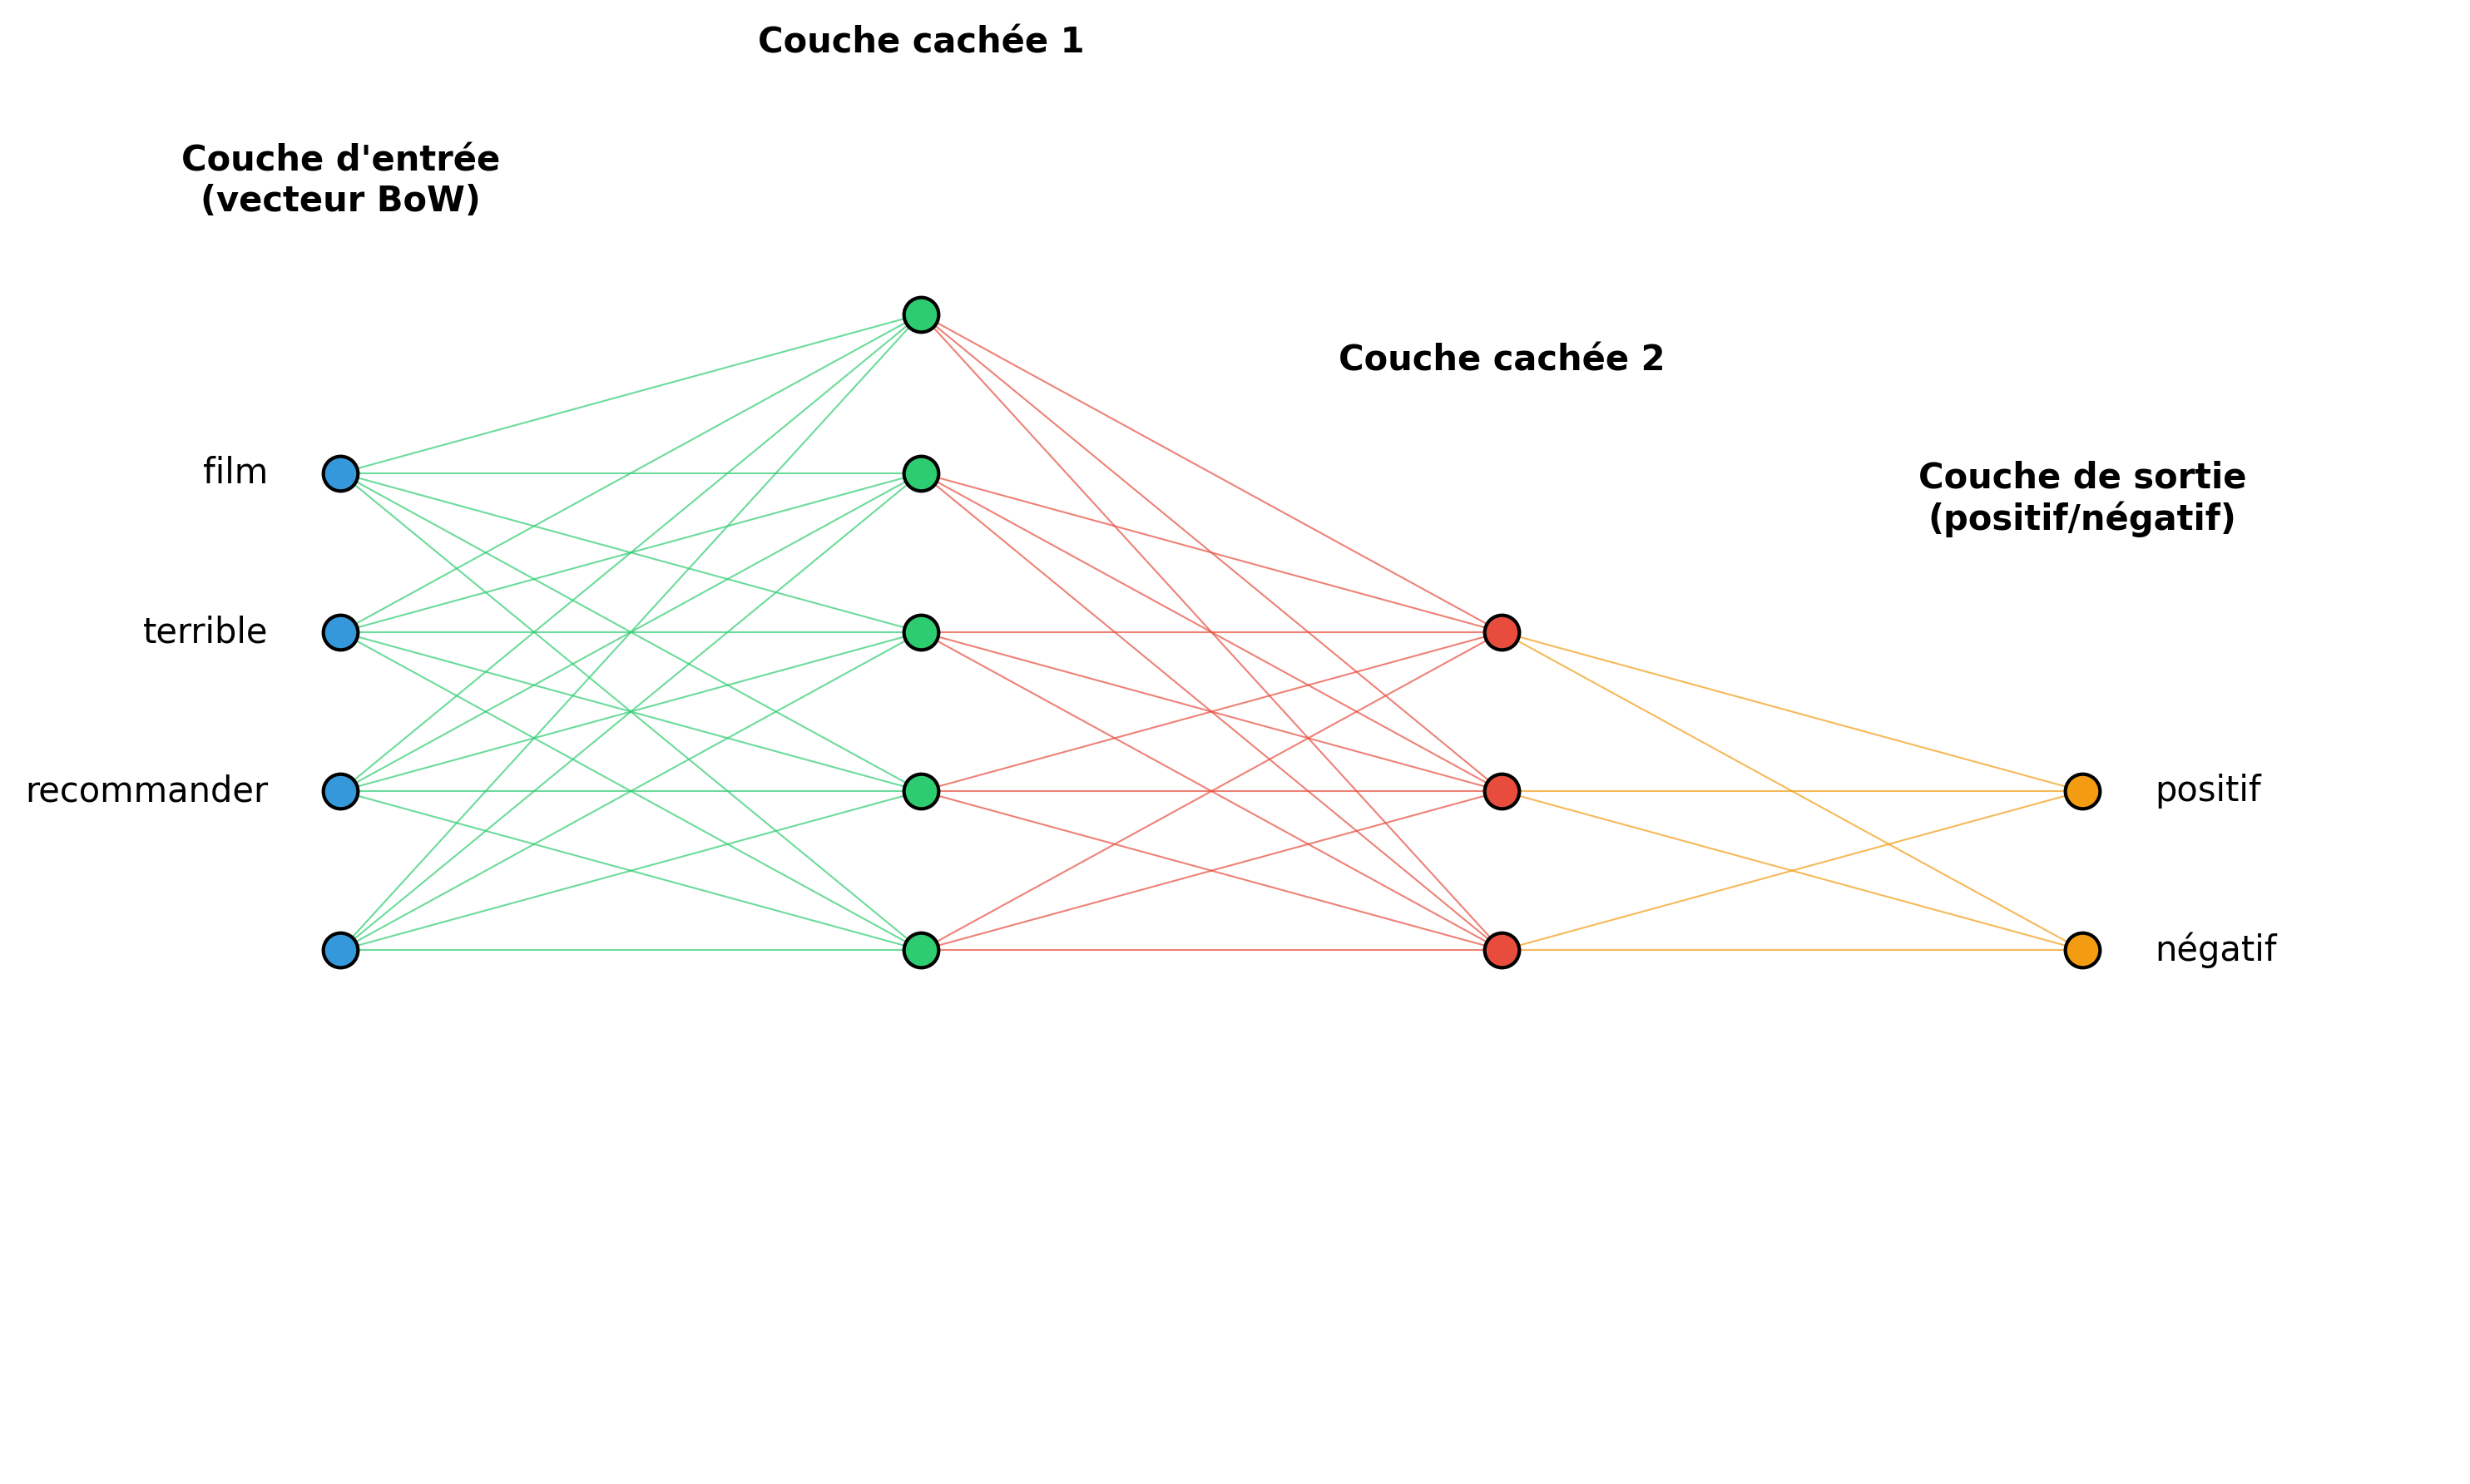 Couche cachée 1
Couche d'entrée
(vecteur BoW)
Couche cachée 2
Couche de sortie
(positif/négatif)
film
terrible
recommander
positif
négatif